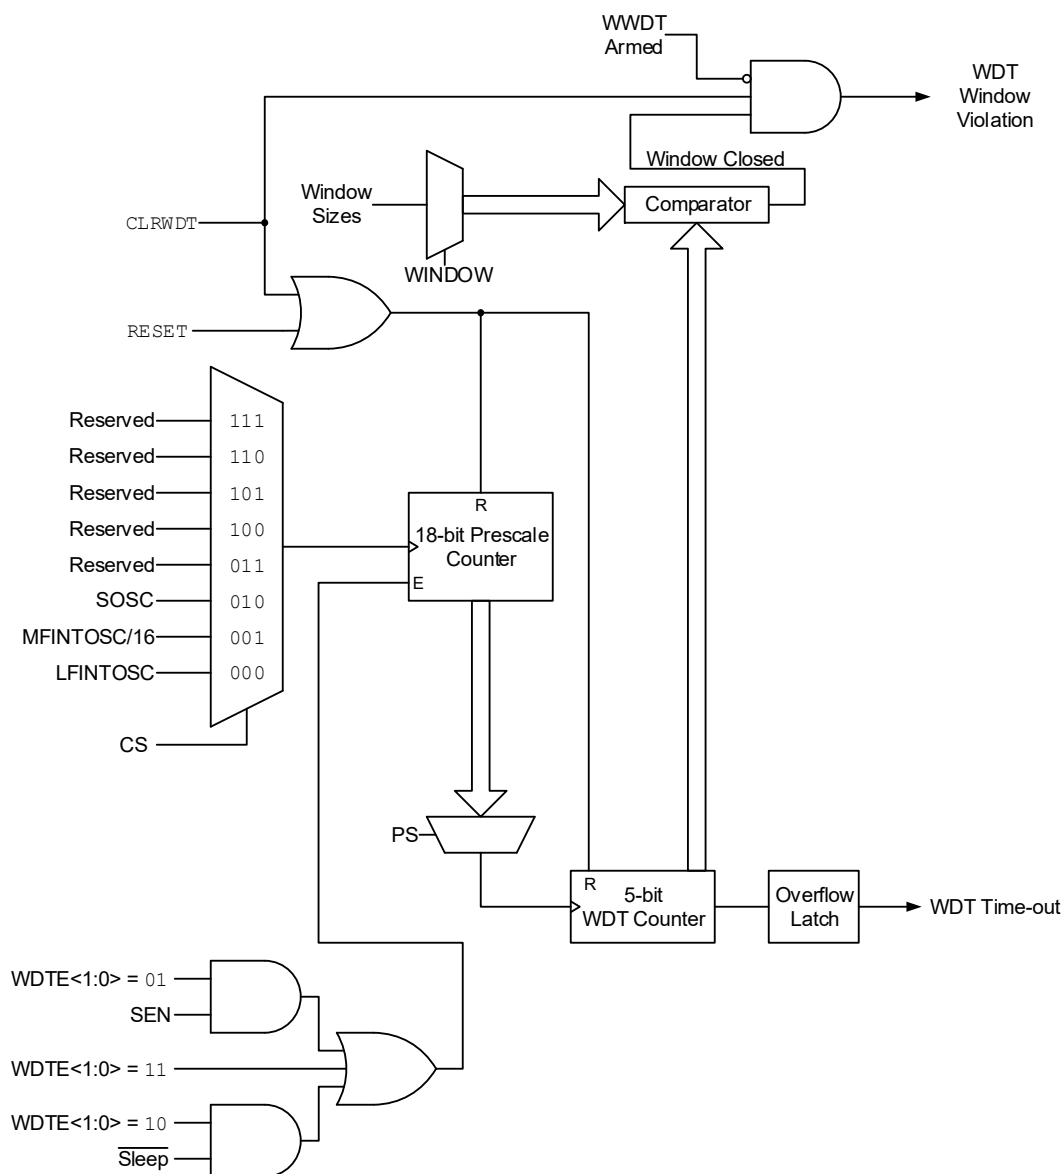 WWDT
Armed
WDT
Window
Violation
Window Closed
Window
Sizes
Comparator
CLRWDT
WINDOW
RESET
Reserved 111
Reserved 110
Reserved 101
Reserved 100
Reserved 011
SOSC 010
MFINTOSC/16 001
LFINTOSC 000
CS
R
18-bit Prescale
Counter
E
PS
R
5-bit
WDT Counter
Overflow
Latch
WDT Time-out
WDTE<1:0> = 01
SEN
WDTE<1:0> = 11
WDTE<1:0> = 10
Sleep